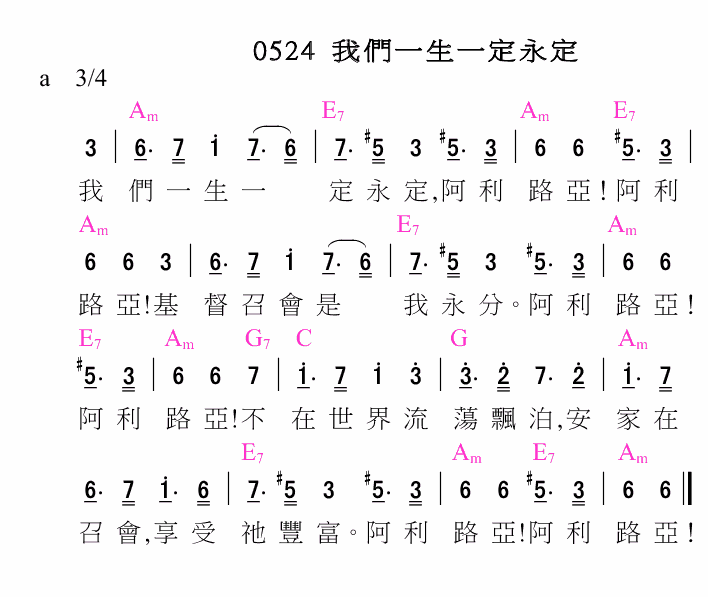 0524 我們一生一定永定
a 3/4
Am E7 Am E7
3 | 6. 7 1 7. 6 | 7. #5 3 #5. 3 | 6 6 #5. 3 |
我 們 一 生 一 定 永 定,阿 利 路 亞!阿 利
Am E7 Am
6 6 3 | 6. 7 1 7. 6 | 7. #5 3 #5. 3 | 6 6
路 亞!基 督 召 會 是 我 永 分。阿 利 路 亞!
E7 Am G7 C G Am
#5. 3 | 6 6 7 | 1. 7 1 3 | 3. 2 7. 2 | 1. 7
阿 利 路 亞!不 在 世 界 流 蕩 飄 泊,安 家 在
E7 Am E7 Am
6. 7 1. 6 | 7. #5 3 #5. 3 | 6 6 #5. 3 | 6 6 ||
召 會,享 受 祂 豐 富。阿 利 路 亞!阿 利 路 亞!